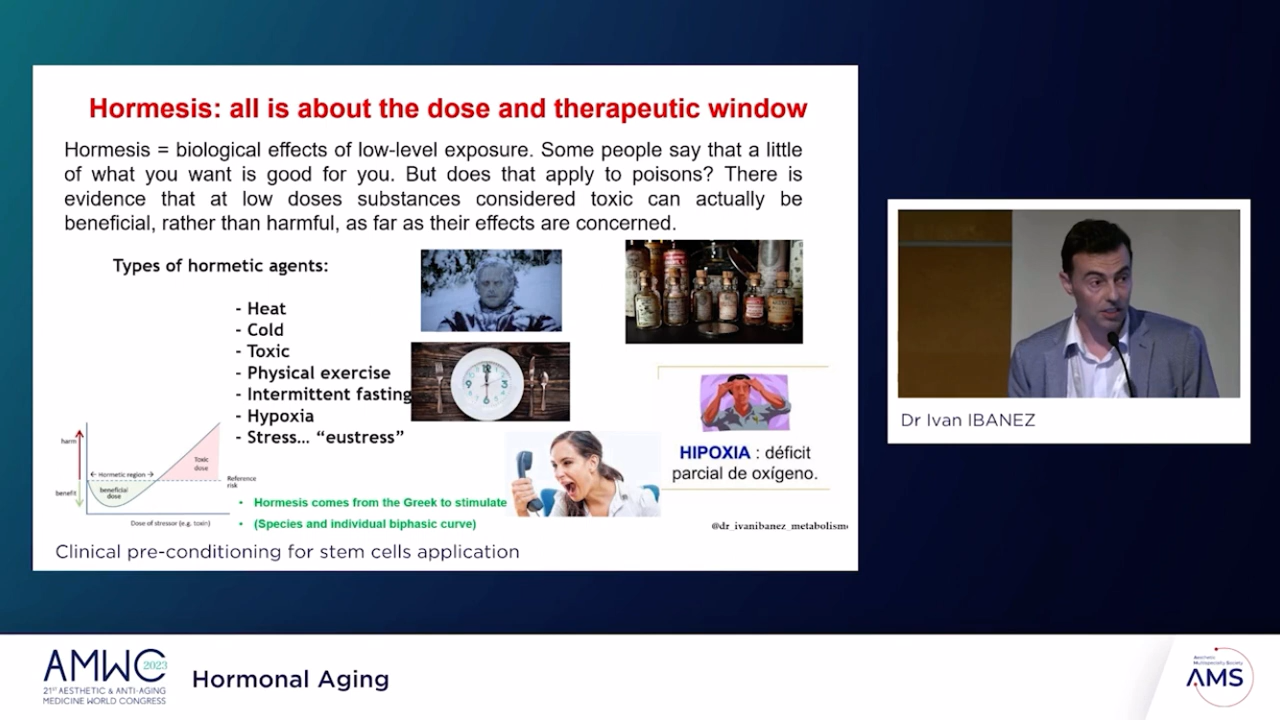 Hormesis: all is about the dose and therapeutic window
Hormesis = biological effects of low-level exposure. Some people say that a little
of what you want is good for you. But does that apply to poisons? There is
evidence that at low doses substances considered toxic can actually be
beneficial, rather than harmful, as far as their effects are concerned.
Types of hormetic agents:
- Heat
- Cold
- Toxic
- Physical exercise
- Intermittent fasting
- Hypoxia
- Stress... “eustress”
12
9
3
harm
benefit
Hormetic region
beneficial
dose
Toxic
dose
Reference
risk
Dose of stressor (e.g. toxin)
• Hormesis comes from the Greek to stimulate
• (Species and individual biphasic curve)
HIPOXIA : déficit
parcial de oxígeno.
@dr_ivanibanez_metabolism
Clinical pre-conditioning for stem cells application
Dr Ivan IBANEZ
AMWC 2023
21ST AESTHETIC & ANTI-AGING
MEDICINE WORLD CONGRESS
Hormonal Aging
Aesthetic
Multispecialty Society
AMS